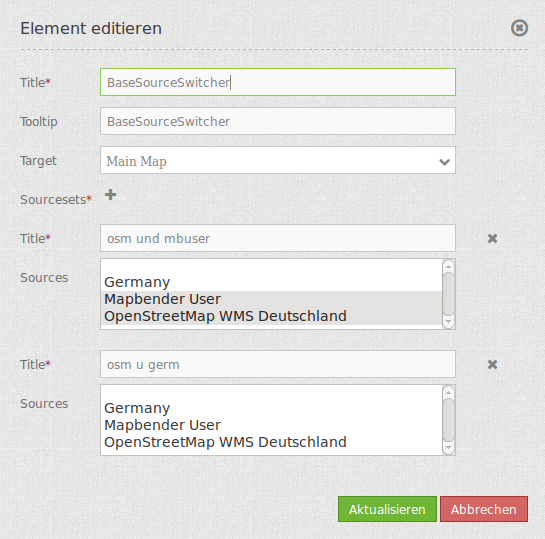 Element editieren
Title* BaseSourceSwitcher
Tooltip BaseSourceSwitcher
Target Main Map
Sourcesets* +
Title* osm und mbuser
Sources
Germany
Mapbender User
OpenStreetMap WMS Deutschland
Title* osm u germ
Sources
Germany
Mapbender User
OpenStreetMap WMS Deutschland
Aktualisieren Abbrechen